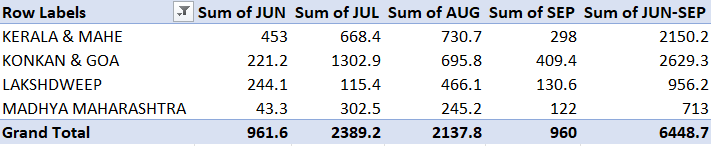 Row Labels Sum of JUN Sum of JUL Sum of AUG Sum of SEP Sum of JUN-SEP
KERALA & MAHE 453 668.4 730.7 298 2150.2
KONKAN & GOA 221.2 1302.9 695.8 409.4 2629.3
LAKSHDWEEP 244.1 115.4 466.1 130.6 956.2
MADHYA MAHARASHTRA 43.3 302.5 245.2 122 713
Grand Total 961.6 2389.2 2137.8 960 6448.7